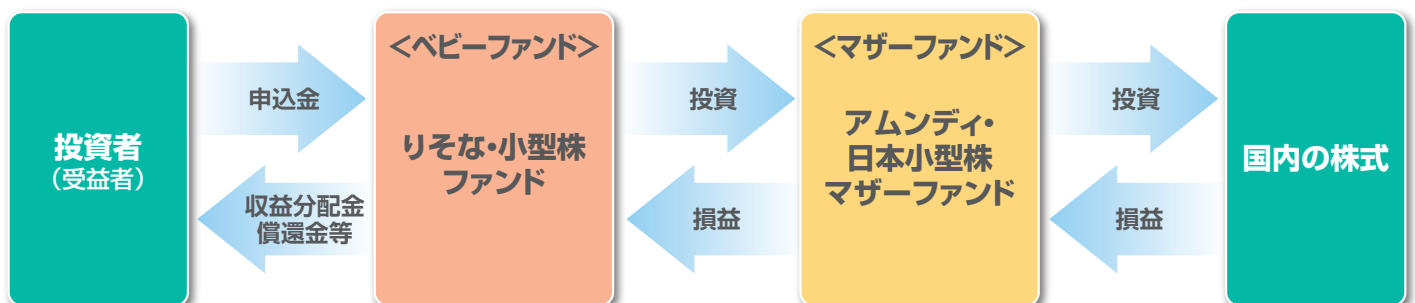 投資者
（受益者）
申込金
収益分配金
償還金等
＜ベビーファンド＞
りそな・小型株
ファンド
投資
損益
＜マザーファンド＞
アムンディ・
日本小型株
マザーファンド
投資
損益
国内の株式